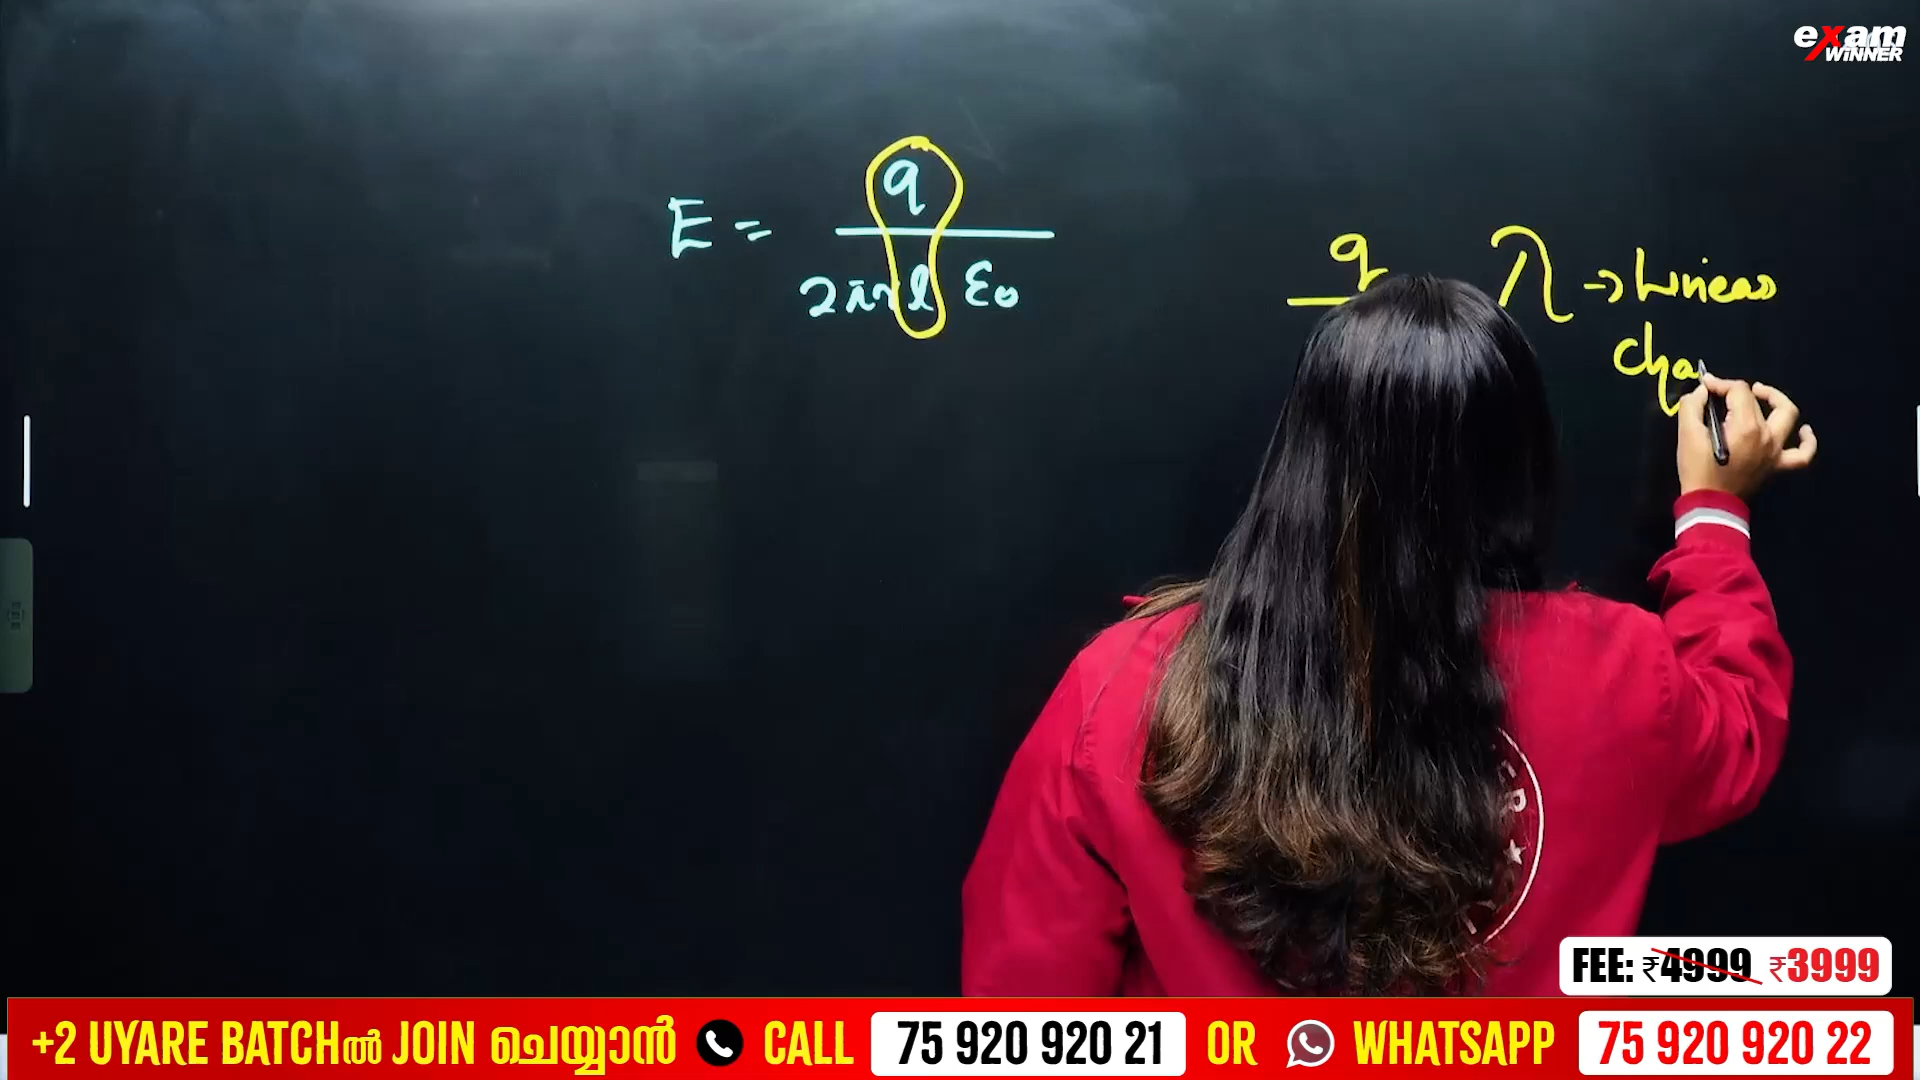 exam
WINNER
E = q / 2πrl ε₀
q λ → Linear
Cha
FEE: ₹4999 ₹3999
+2 UYARE BATCHൽ JOIN ചെയ്യാൻ CALL 75 920 920 21 OR WHATSAPP 75 920 920 22